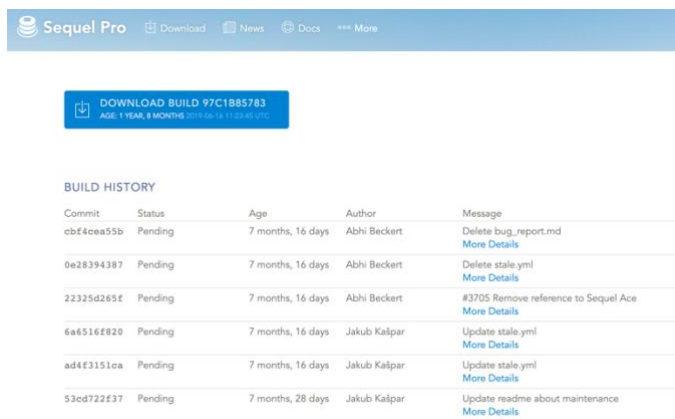 Sequel Pro Download News Docs More
DOWNLOAD BUILD 97C1B85783
AGE: 1 YEAR, 8 MONTHS 2019-06-16 11:23:45 UTC
BUILD HISTORY
Commit Status Age Author Message
cbf4cea55b Pending 7 months, 16 days Abhi Beckert Delete bug_report.md
More Details
0e28394387 Pending 7 months, 16 days Abhi Beckert Delete stale.yml
More Details
22325d265f Pending 7 months, 16 days Abhi Beckert #3705 Remove reference to Sequel Ace
More Details
6a6516f820 Pending 7 months, 16 days Jakub Kašpar Update stale.yml
More Details
ad4f3151ca Pending 7 months, 16 days Jakub Kašpar Update stale.yml
More Details
53cd722f37 Pending 7 months, 28 days Jakub Kašpar Update readme about maintenance
More Details